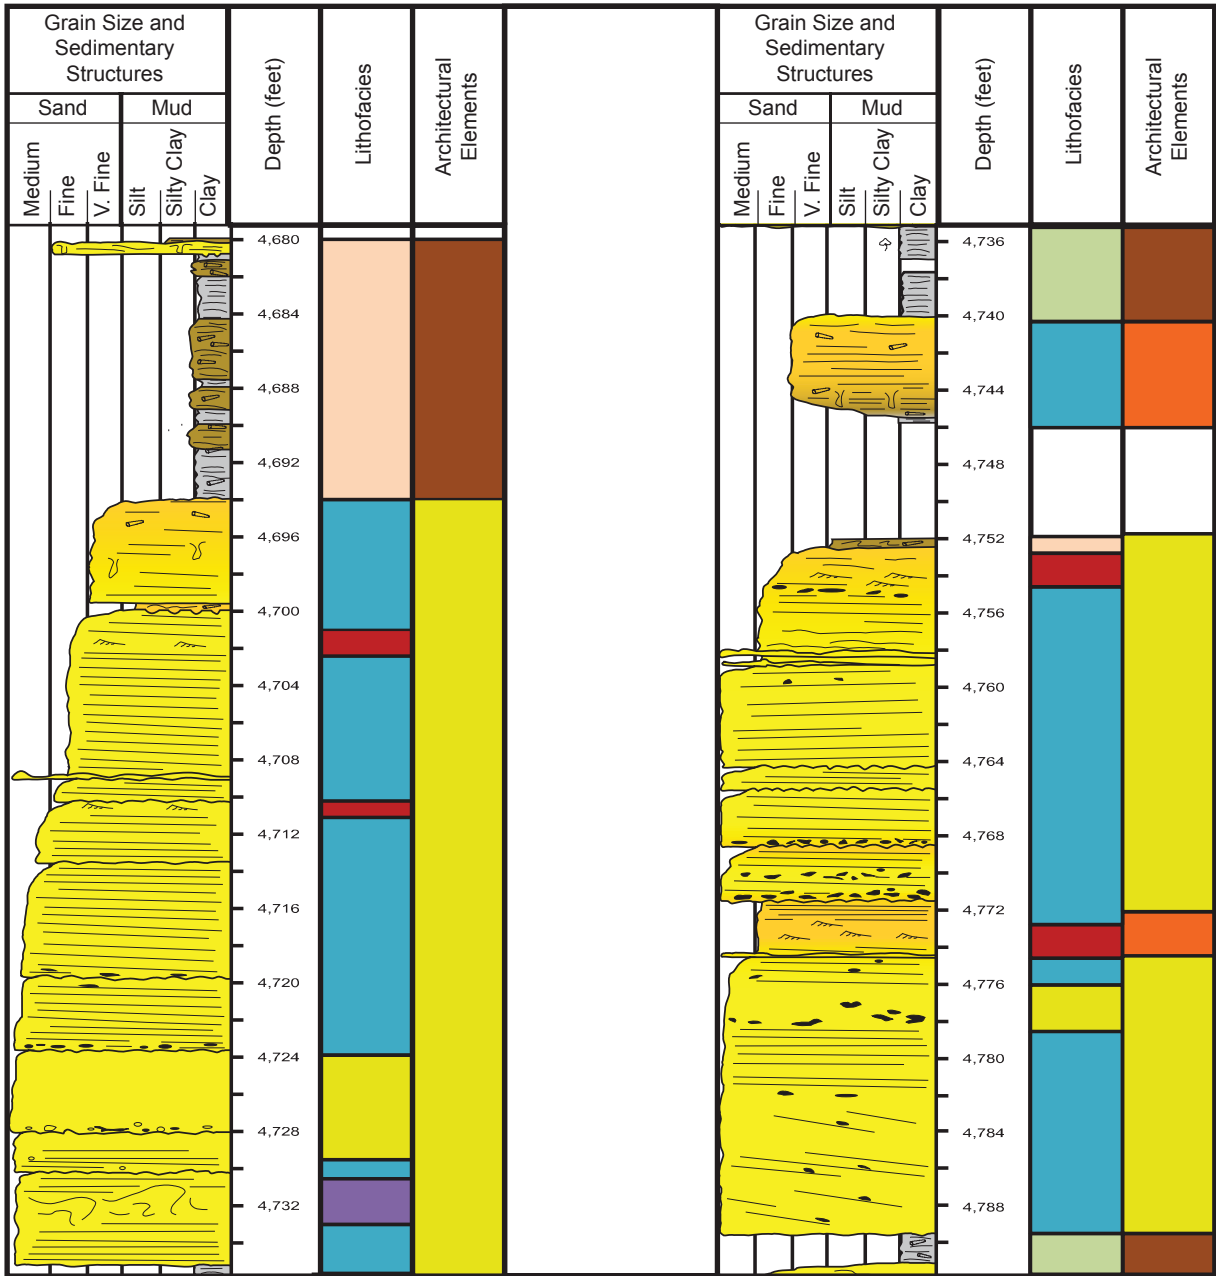 Grain Size and
Sedimentary
Structures
Sand
Mud
Medium
Fine
V. Fine
Silt
Silty Clay
Clay
Depth (feet)
Lithofacies
Architectural
Elements
4,680
4,684
4,688
4,692
4,696
4,700
4,704
4,708
4,712
4,716
4,720
4,724
4,728
4,732
Grain Size and
Sedimentary
Structures
Sand
Mud
Medium
Fine
V. Fine
Silt
Silty Clay
Clay
Depth (feet)
Lithofacies
Architectural
Elements
4,736
4,740
4,744
4,748
4,752
4,756
4,760
4,764
4,768
4,772
4,776
4,780
4,784
4,788